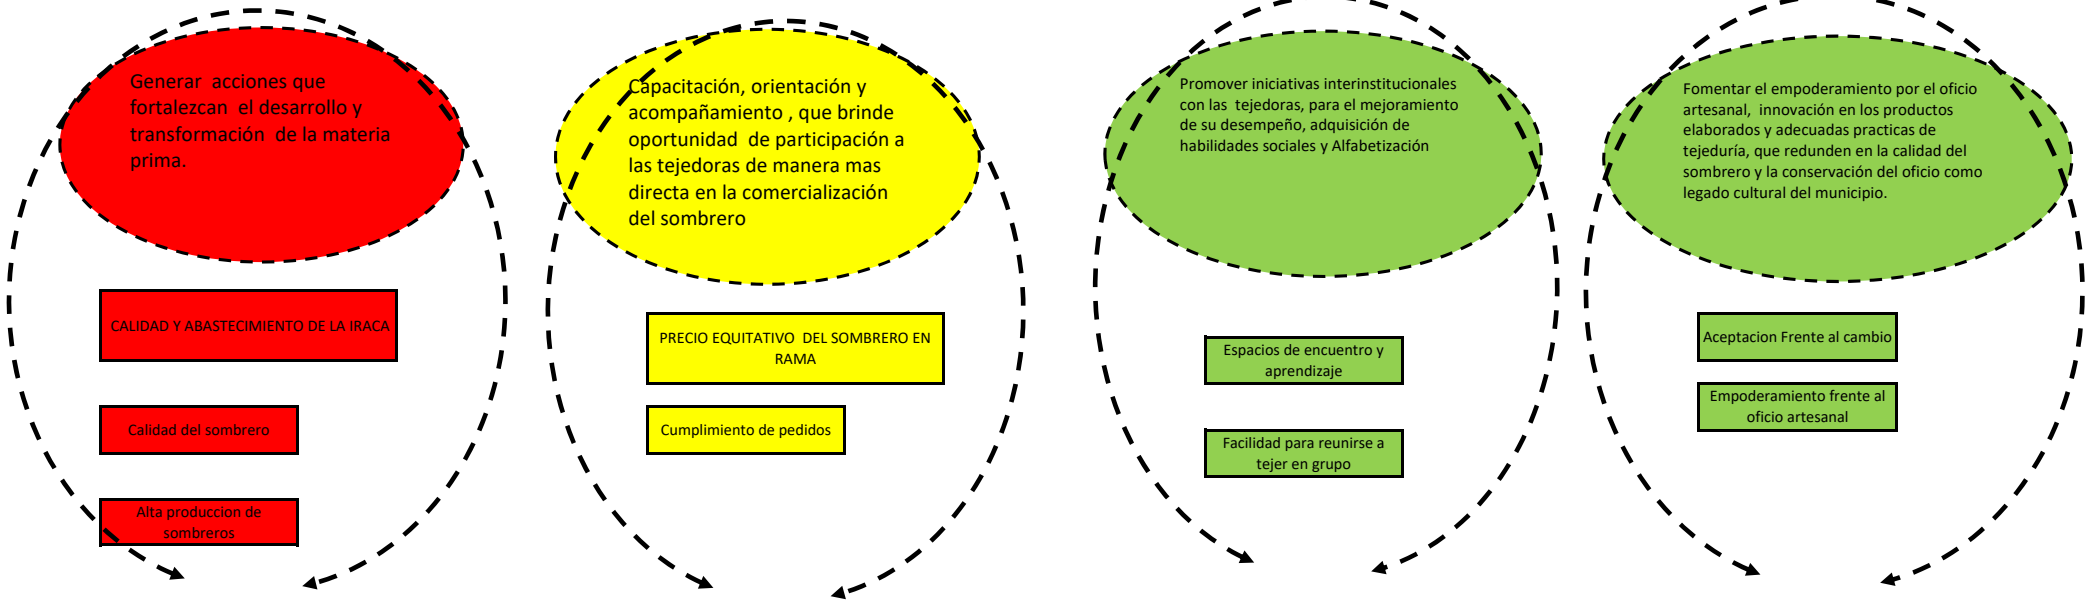 Generar  acciones que
fortalezcan  el desarrollo y
transformación  de la materia
prima.
CALIDAD Y ABASTECIMIENTO DE LA IRACA
Calidad del sombrero
Alta produccion de
sombreros
Capacitación, orientación y
acompañamiento , que brinde
oportunidad  de participación a
las tejedoras de manera mas
directa en la comercialización
del sombrero
PRECIO EQUITATIVO  DEL SOMBRERO EN
RAMA
Cumplimiento de pedidos
Promover iniciativas interinstitucionales
con las  tejedoras, para el mejoramiento
de su desempeño, adquisición de
habilidades sociales y Alfabetización
Espacios de encuentro y
aprendizaje
Facilidad para reunirse a
tejer en grupo
Fomentar el empoderamiento por el oficio
artesanal,  innovación en los productos
elaborados y adecuadas practicas de
tejeduría, que redunden en la calidad del
sombrero y la conservación del oficio como
legado cultural del municipio.
Aceptacion Frente al cambio
Empoderamiento frente al
oficio artesanal